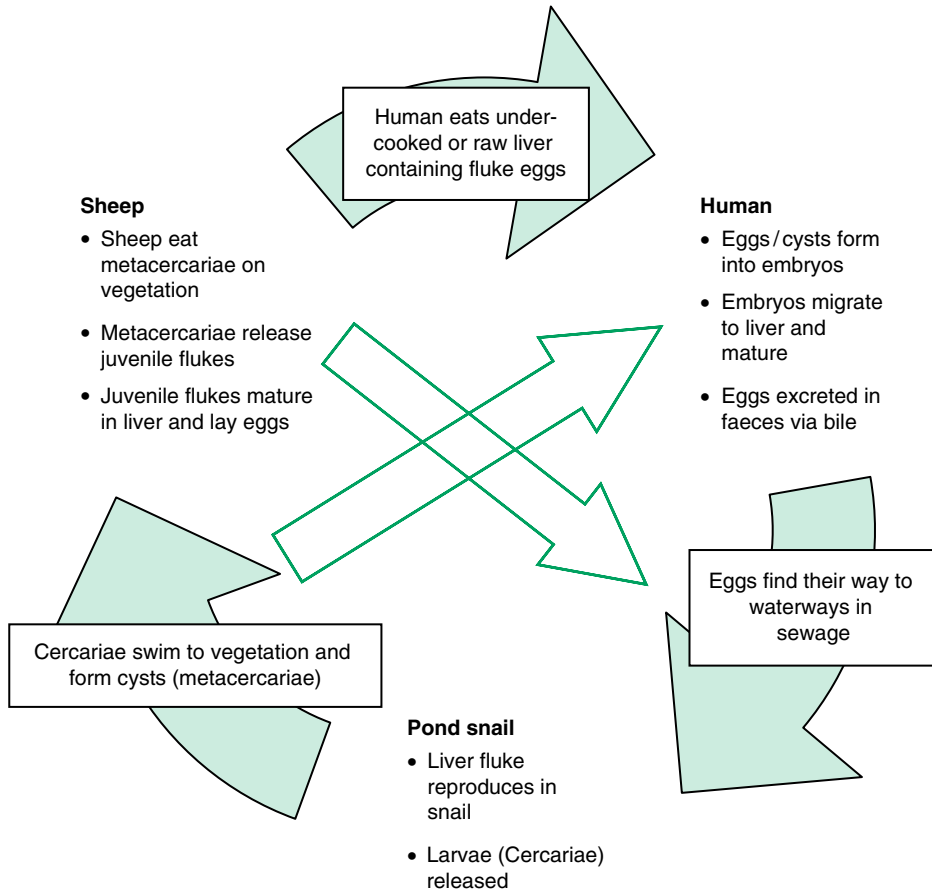 Human eats under-
cooked or raw liver
containing fluke eggs
Sheep
• Sheep eat
metacercariae on
vegetation
• Metacercariae release
juvenile flukes
• Juvenile flukes mature
in liver and lay eggs
Human
• Eggs/cysts form
into embryos
• Embryos migrate
to liver and
mature
• Eggs excreted in
faeces via bile
Eggs find their way to
waterways in
sewage
Cercariae swim to vegetation and
form cysts (metacercariae)
Pond snail
• Liver fluke
reproduces in
snail
• Larvae (Cercariae)
released